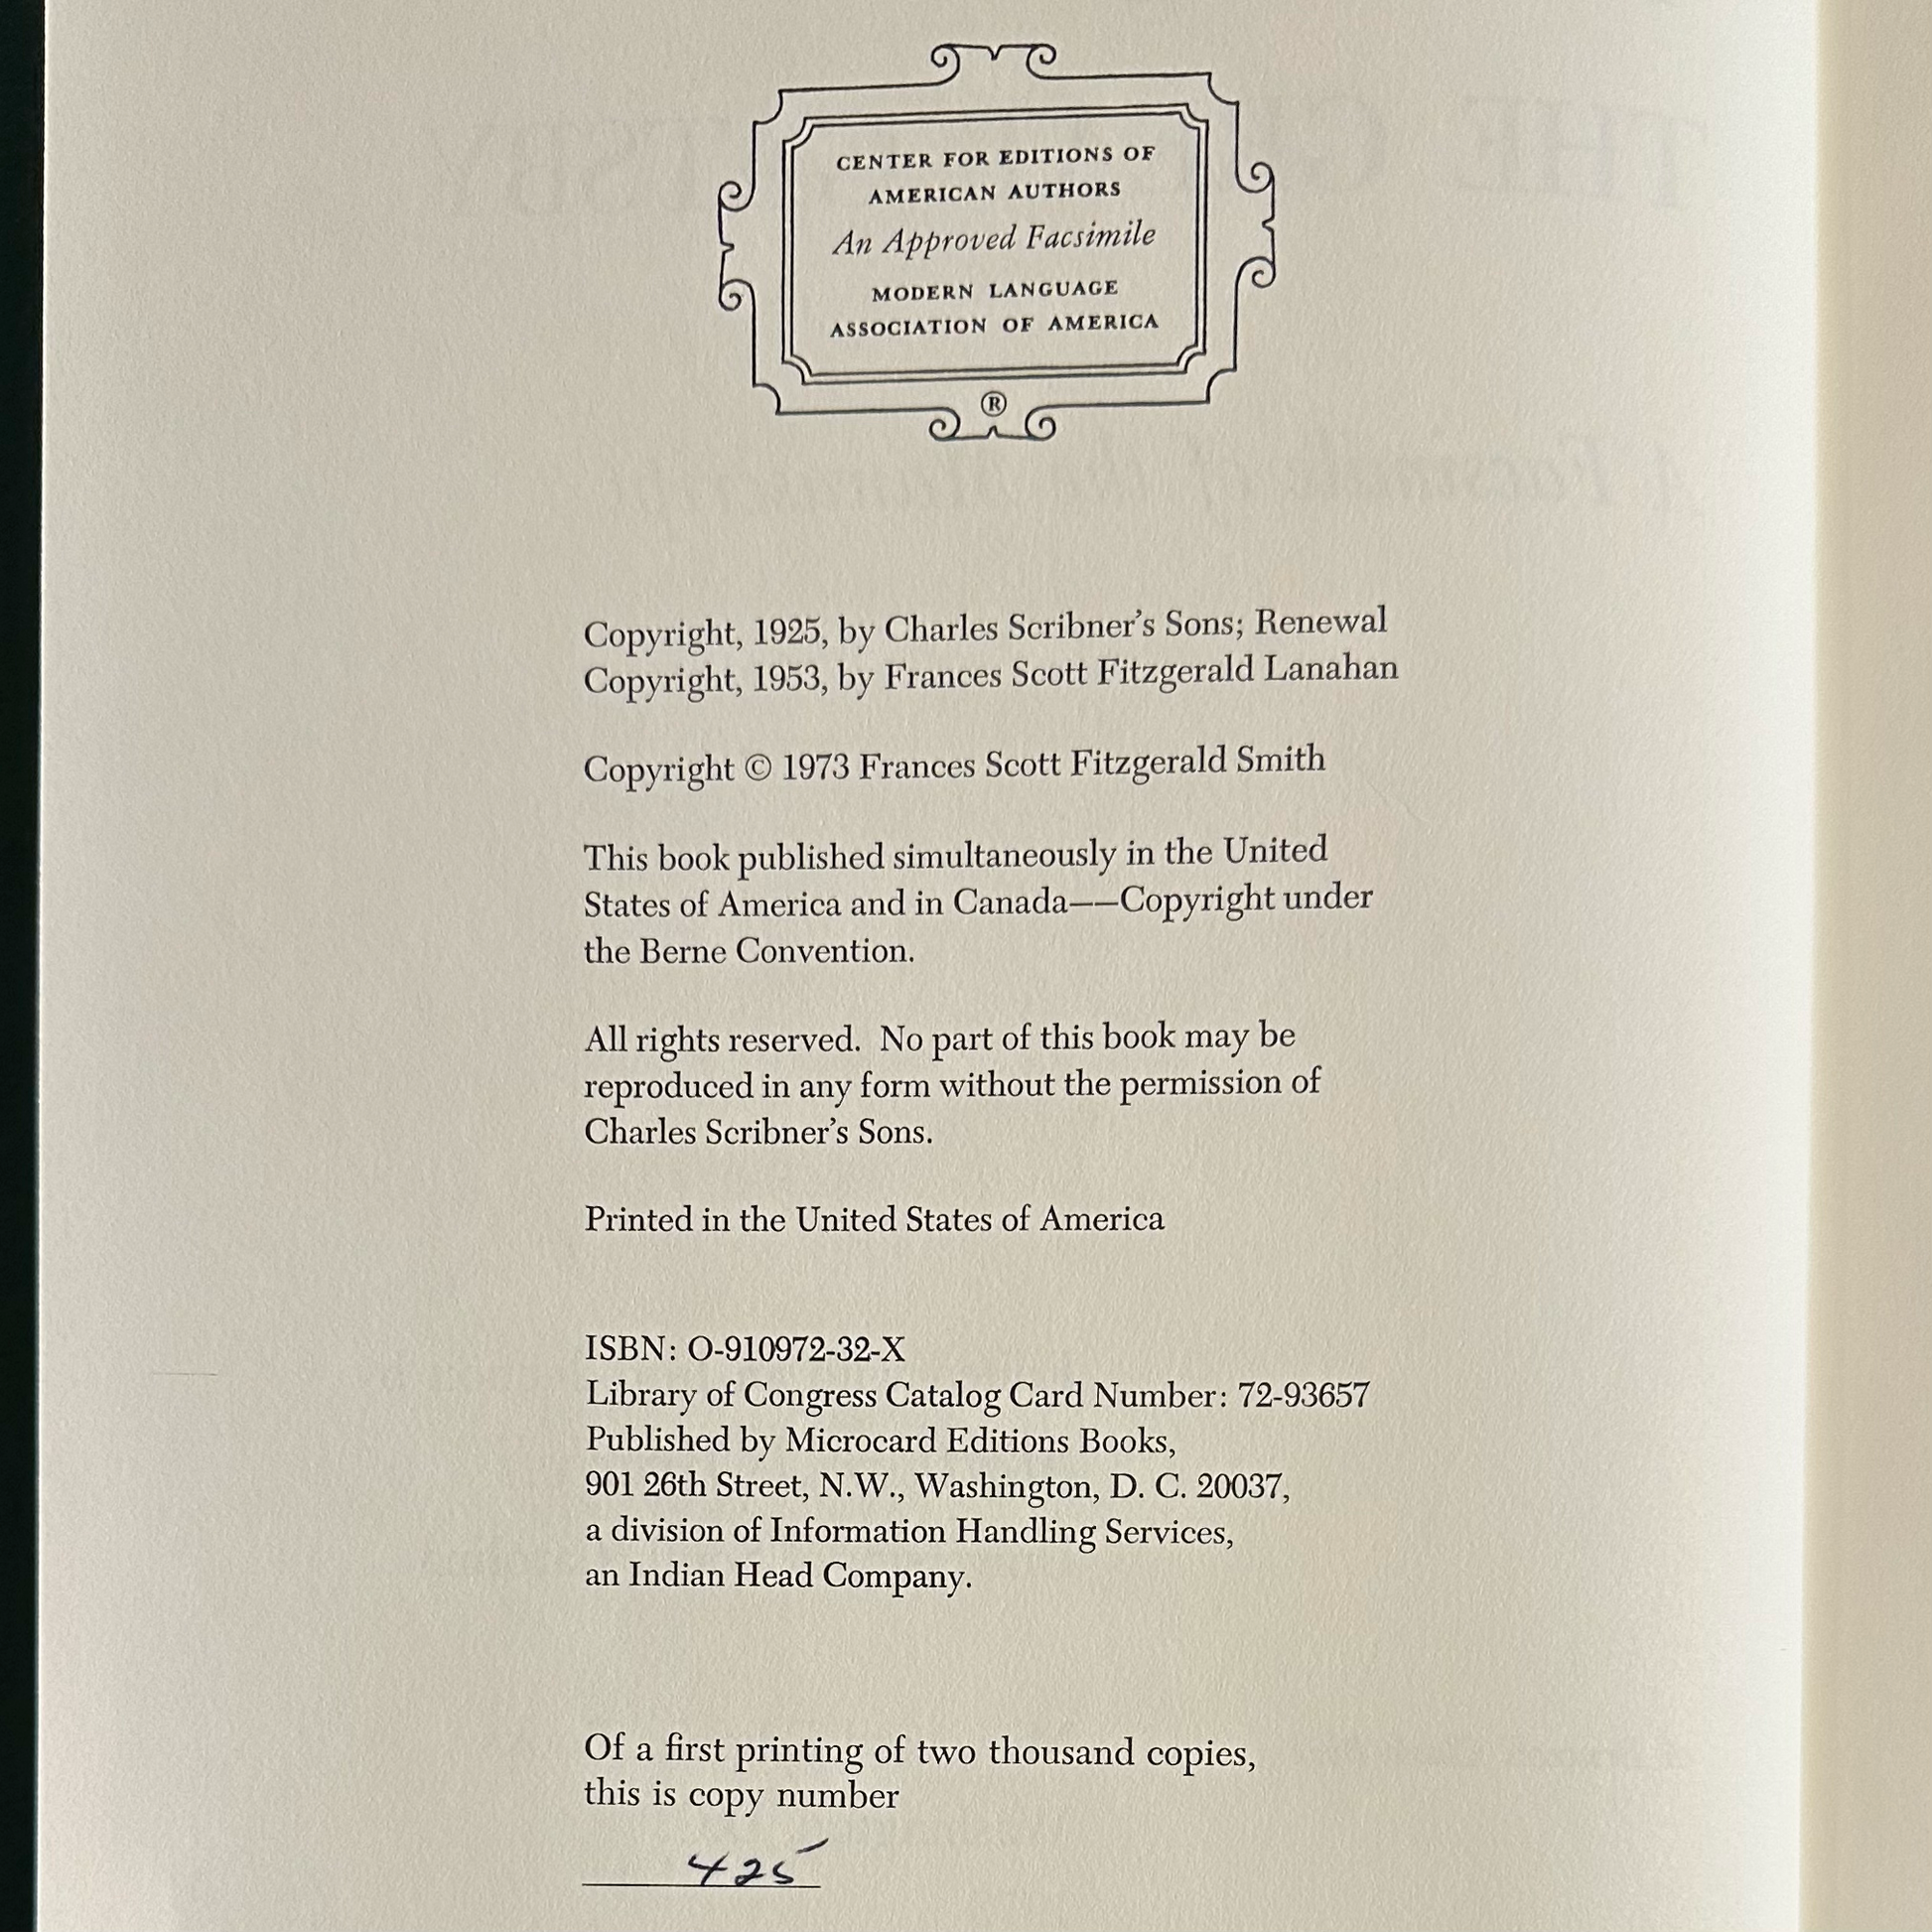 CENTER FOR EDITIONS OF
AMERICAN AUTHORS
An Approved Facsimile
MODERN LANGUAGE
ASSOCIATION OF AMERICA
®
Copyright, 1925, by Charles Scribner’s Sons; Renewal
Copyright, 1953, by Frances Scott Fitzgerald Lanahan
Copyright © 1973 Frances Scott Fitzgerald Smith
This book published simultaneously in the United
States of America and in Canada——Copyright under
the Berne Convention.
All rights reserved. No part of this book may be
reproduced in any form without the permission of
Charles Scribner’s Sons.
Printed in the United States of America
ISBN: O-910972-32-X
Library of Congress Catalog Card Number: 72-93657
Published by Microcard Editions Books,
901 26th Street, N.W., Washington, D. C. 20037,
a division of Information Handling Services,
an Indian Head Company.
Of a first printing of two thousand copies,
this is copy number
425